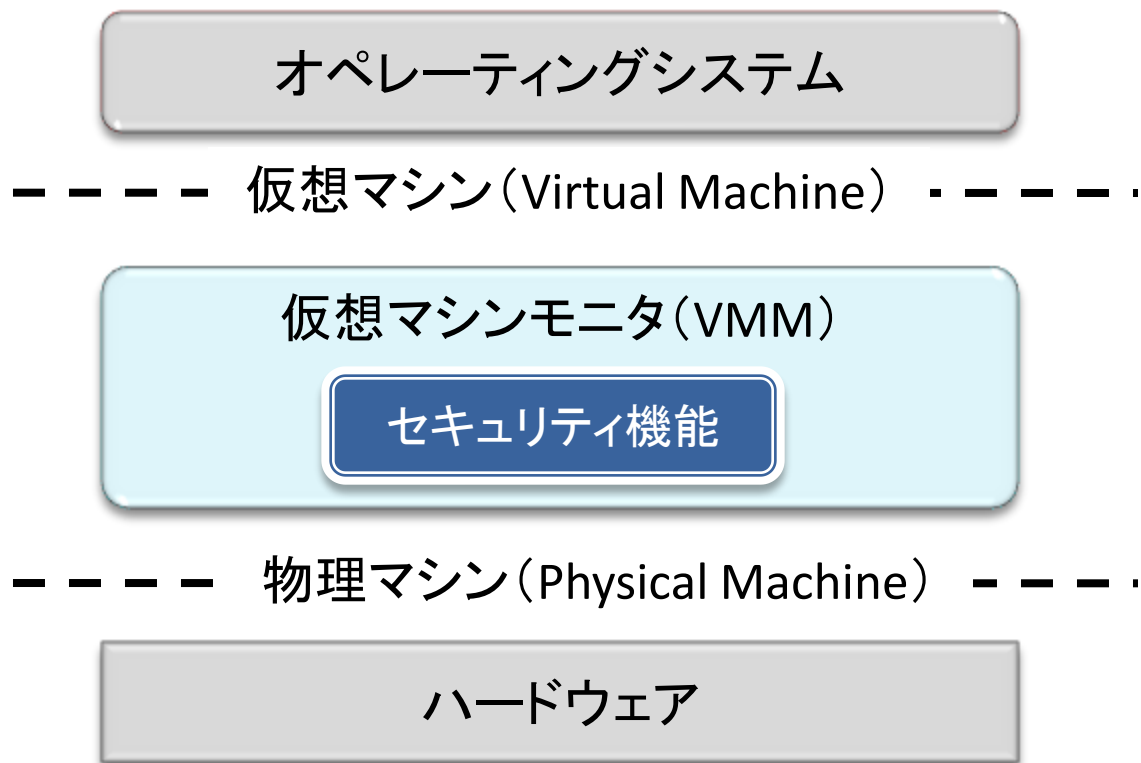 オペレーティングシステム
仮想マシン（Virtual Machine）
仮想マシンモニタ（VMM）
セキュリティ機能
物理マシン（Physical Machine）
ハードウェア